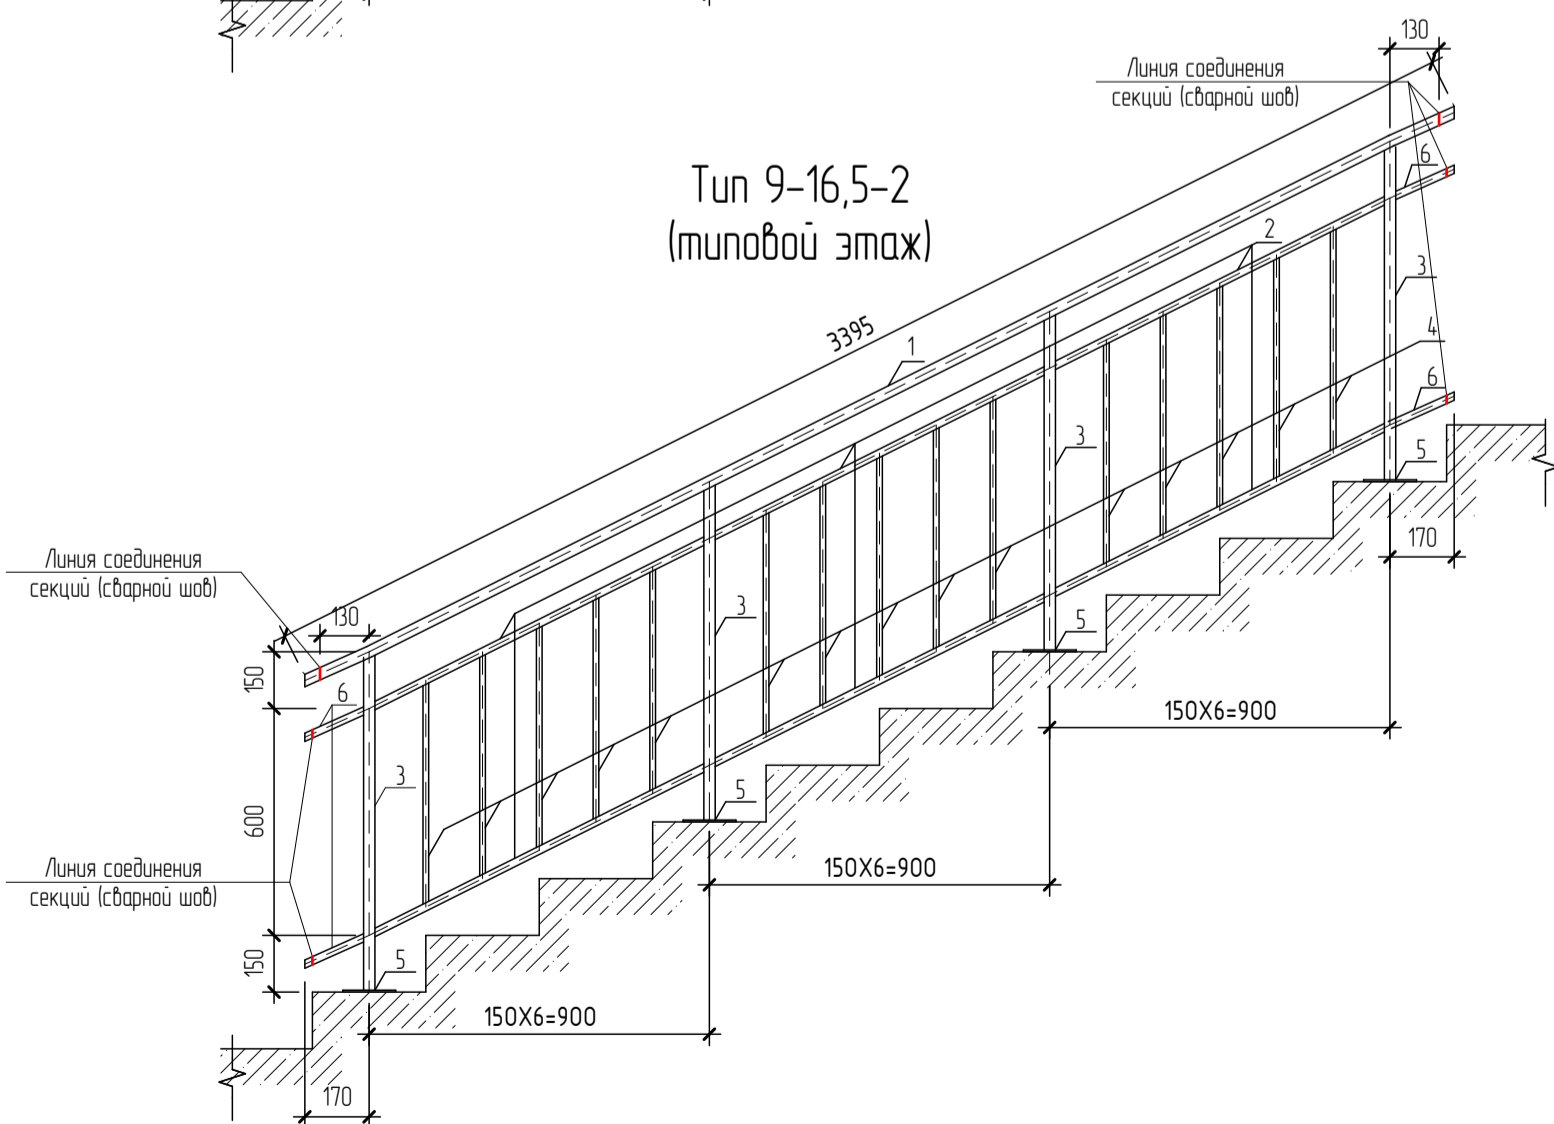 130
Линия соединения
секций (сварной шов)
6
Тип 9-16,5-2
(типовой этаж)
2
3
3395
1
4
6
3
5
Линия соединения
секций (сварной шов)
170
130
3
5
150
6
150X6=900
3
5
600
150X6=900
Линия соединения
секций (сварной шов)
150
5
150X6=900
170